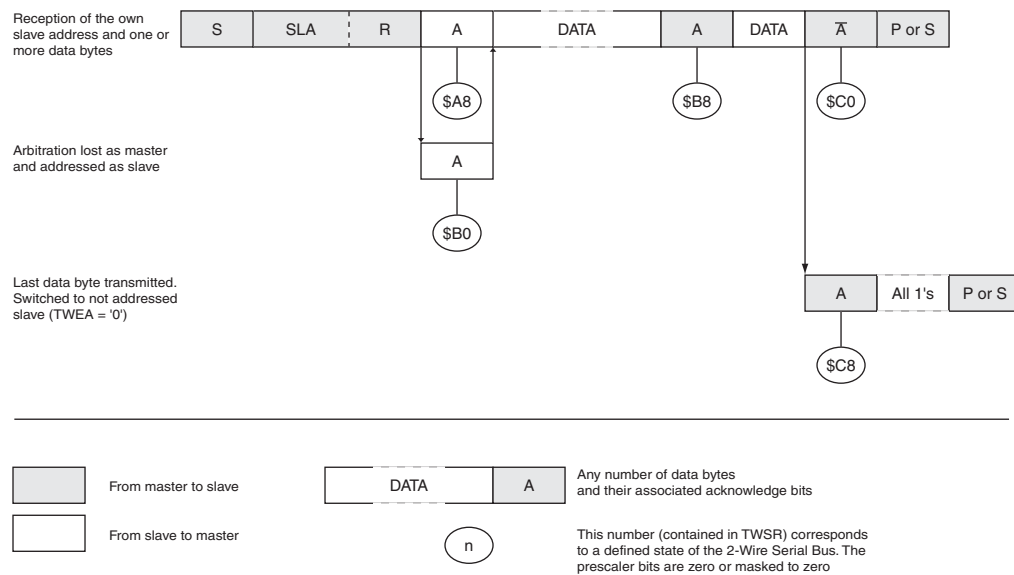 Reception of the own
slave address and one or
more data bytes
S SLA R A DATA A DATA A̅ P or S
$A8 $B8 $C0
Arbitration lost as master
and addressed as slave
A
$B0
Last data byte transmitted.
Switched to not addressed
slave (TWEA = '0')
A All 1's P or S
$C8
From master to slave
DATA A
Any number of data bytes
and their associated acknowledge bits
From slave to master
n
This number (contained in TWSR) corresponds
to a defined state of the 2-Wire Serial Bus. The
prescaler bits are zero or masked to zero